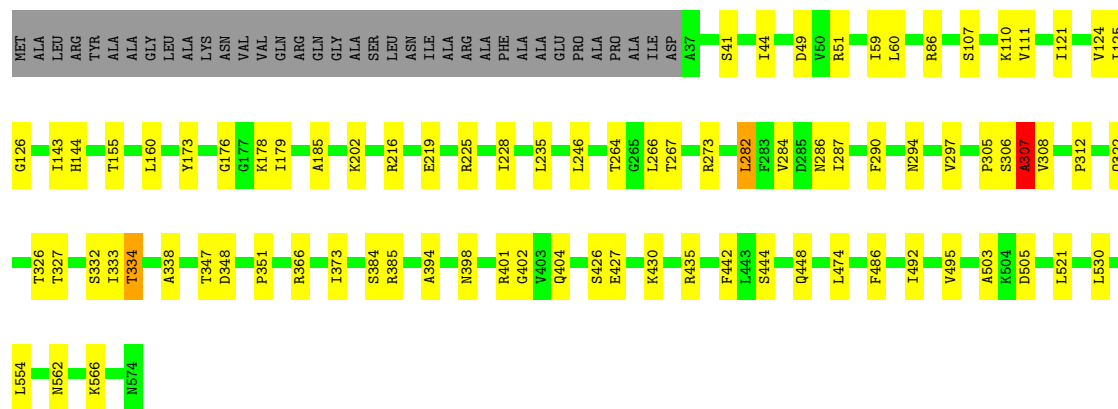 MET ALA LEU ARG TYR ALA ALA GLY LEU ALA LYS ASN VAL VAL GLN ARG GLN GLY ALA SER LEU ASN ILE ALA ARG ALA PHE ALA ALA GLU PRO ALA PRO ALA ILE ASP A37 S41 I44 D49 V50 R51 I59 L60 R86 S107 K110 V111 I121 V124
G126 I143 H144 T155 L160 Y173 G176 G177 K178 I179 A185 K202 R216 E219 R225 I228 L235 L246 T264 G265 L266 T267 R273 L282 F283 V284 D285 N286 I287 F290 N294 V297 P305 S306 A307 V308 P312
T326 T327 S332 I333 T334 A338 T347 D348 P351 R366 I373 S384 R385 A394 N398 R401 G402 V403 Q404 S426 E427 K430 R435 F442 L443 S444 Q448 L474 F486 I492 V495 A503 K504 D505 L521 L530
L554 N562 K566 N574